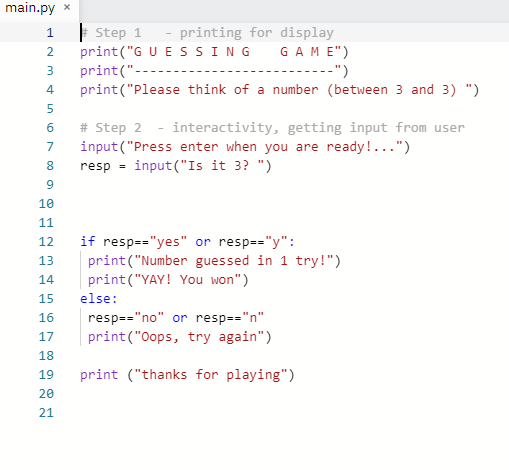 main.py ×
1 # Step 1   - printing for display
2 print("G U E S S I N G    G A M E")
3 print("--------------------------")
4 print("Please think of a number (between 3 and 3) ")
5
6 # Step 2  - interactivity, getting input from user
7 input("Press enter when you are ready!...")
8 resp = input("Is it 3? ")
9
10
11
12 if resp=="yes" or resp=="y":
13  print("Number guessed in 1 try!")
14  print("YAY! You won")
15 else:
16  resp=="no" or resp=="n"
17  print("Oops, try again")
18
19 print ("thanks for playing")
20
21